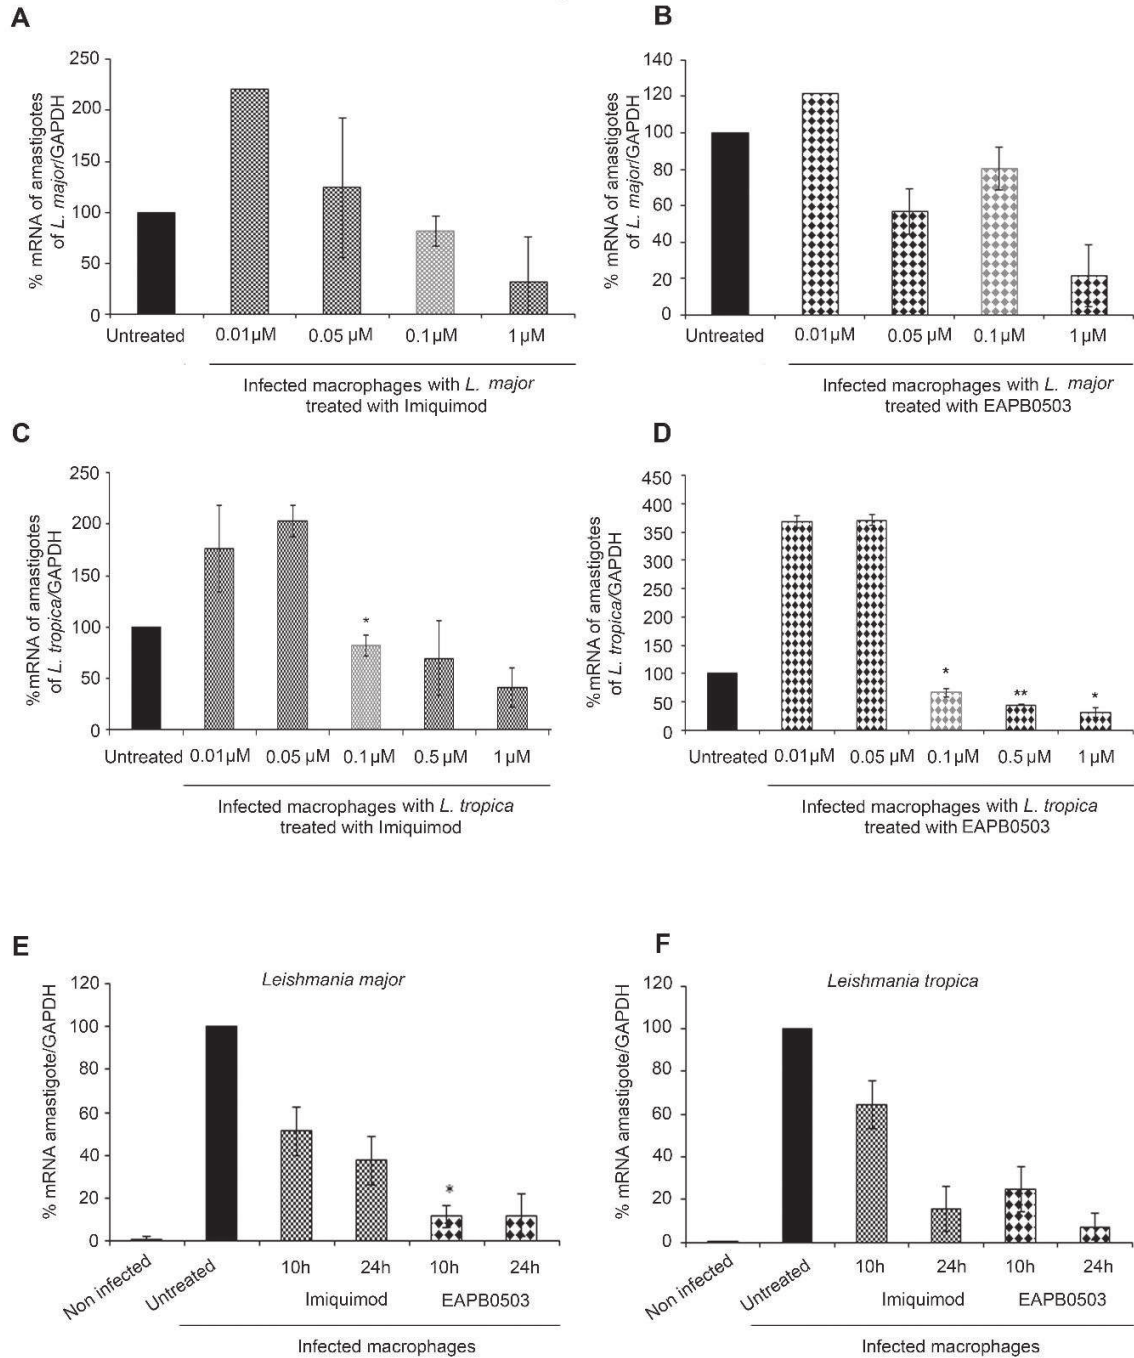 A
% mRNA of amastigotes
of L. major/GAPDH
250
200
150
100
50
0
Untreated 0.01µM 0.05 µM 0.1µM 1µM
Infected macrophages with L. major
treated with Imiquimod
B
% mRNA of amastigotes
of L. major/GAPDH
140
120
100
80
60
40
20
0
Untreated 0.01µM 0.05 µM 0.1µM 1µM
Infected macrophages with L. major
treated with EAPB0503
C
%mRNA of amastigotes
of L. tropica/GAPDH
250
200
150
100
50
0
*
Untreated 0.01µM 0.05 µM 0.1µM 0.5 µM 1µM
Infected macrophages with L. tropica
treated with Imiquimod
D
%mRNA of amastigotes
of L. tropica/GAPDH
450
400
350
300
250
200
150
100
50
0
* ** *
Untreated 0.01µM 0.05 µM 0.1µM 0.5 µM 1µM
Infected macrophages with L. tropica
treated with EAPB0503
E
Leishmania major
% mRNA amastigote/GAPDH
120
100
80
60
40
20
0
*
Non infected Untreated 10h 24h 10h 24h
Imiquimod EAPB0503
Infected macrophages
F
Leishmania tropica
% mRNA amastigote/GAPDH
120
100
80
60
40
20
0
Non infected Untreated 10h 24h 10h 24h
Imiquimod EAPB0503
Infected macrophages